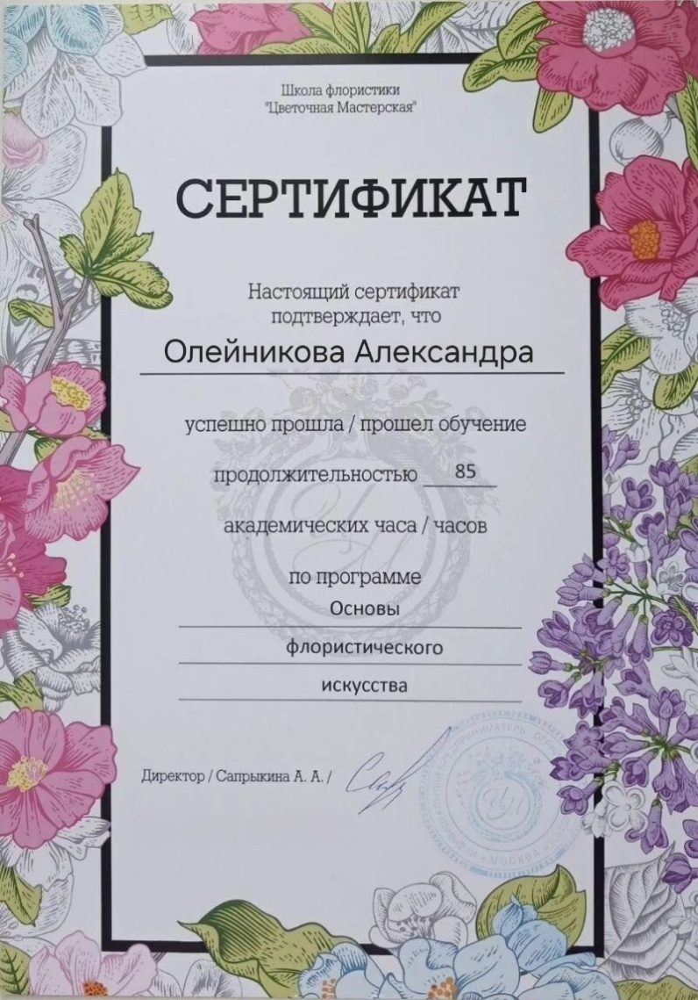 Школа флористики
"Цветочная Мастерская"
СЕРТИФИКАТ
Настоящий сертификат
подтверждает, что
Олейникова Александра
успешно прошла / прошел обучение
продолжительностью 85
академических часа / часов
по программе
Основы
флористического
искусства
Директор / Сапрыкина А. А. /
МОСКВА